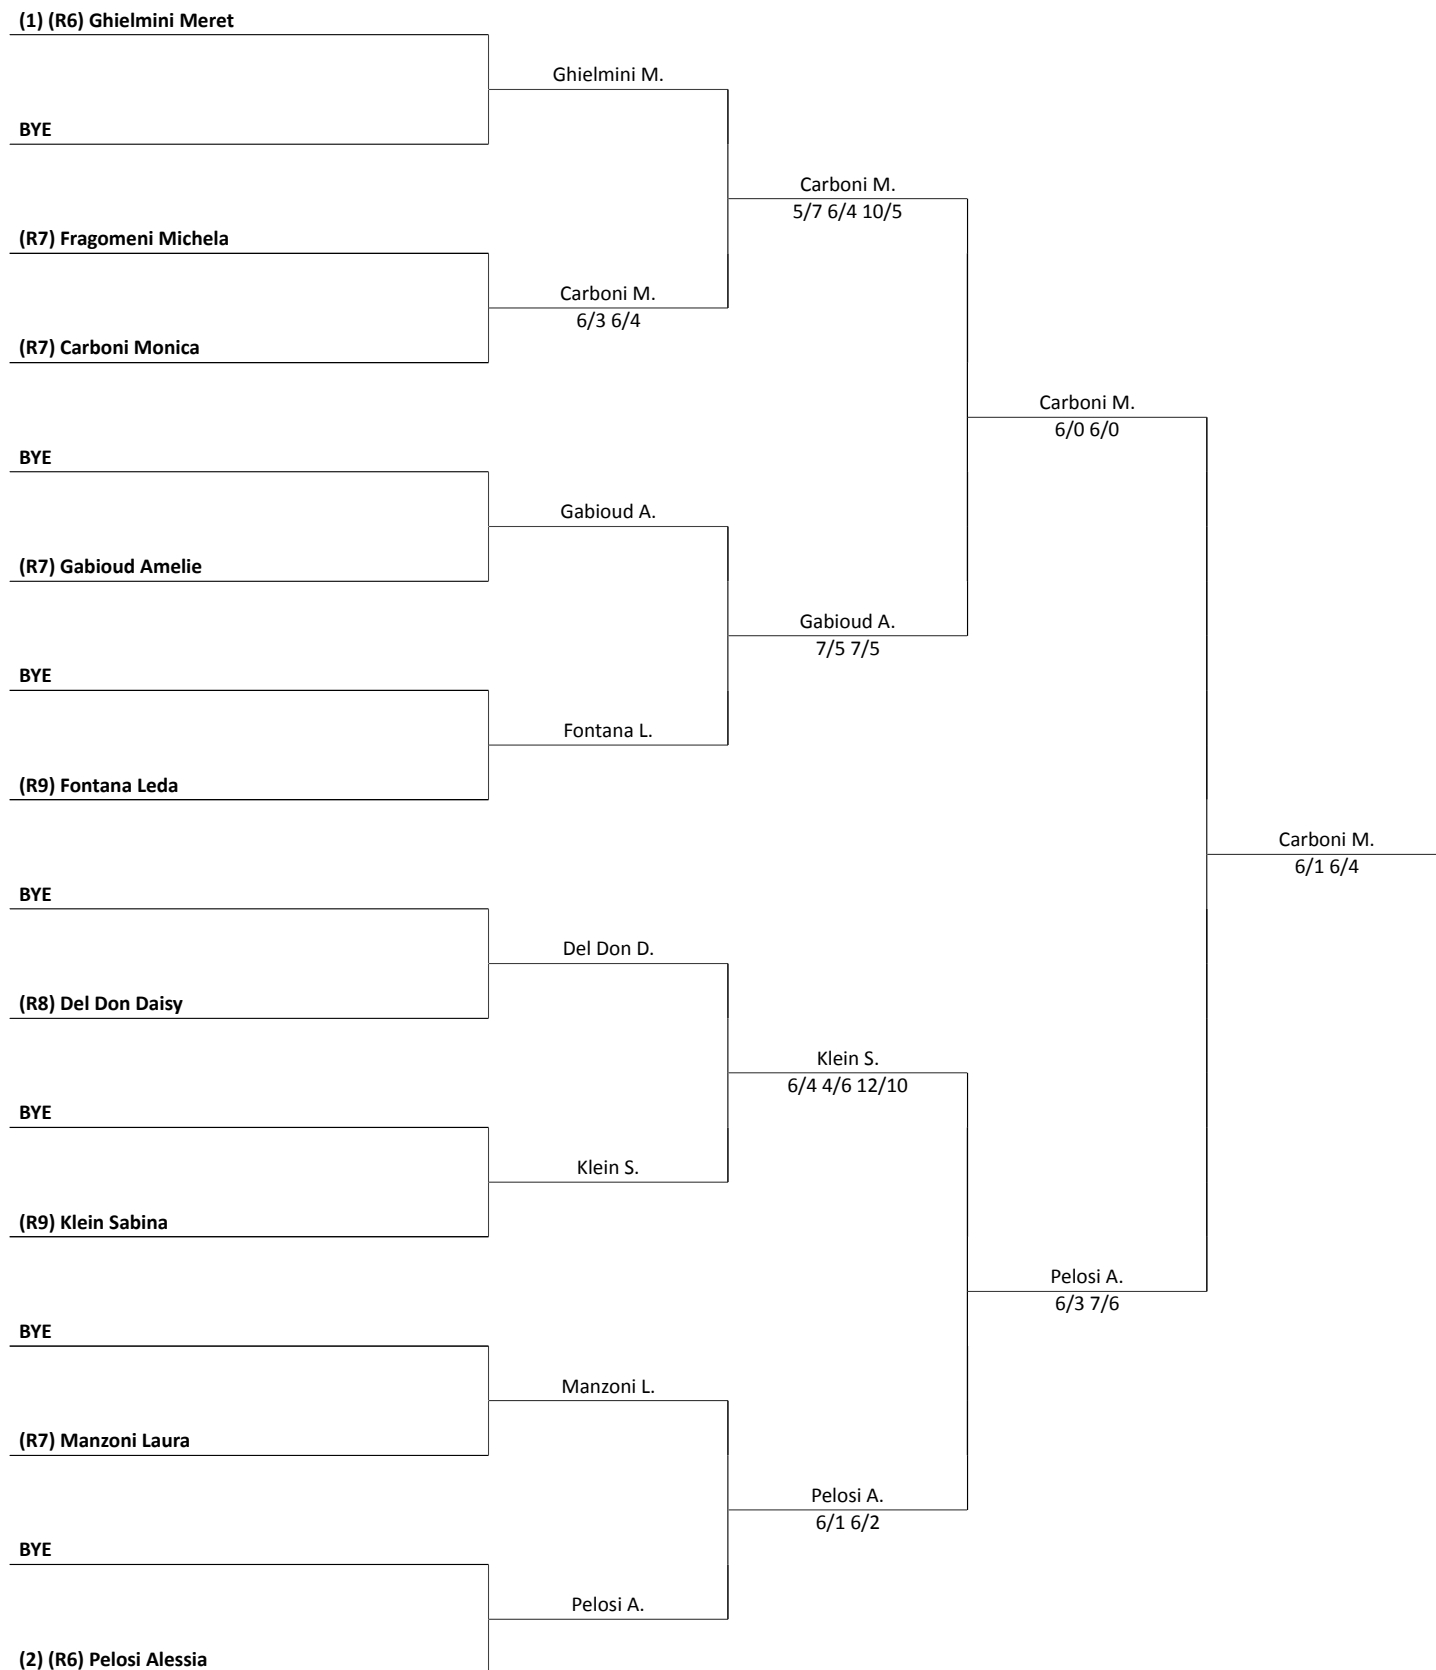 (1) (R6) Ghielmini Meret
Ghielmini M.
BYE
Carboni M.
5/7 6/4 10/5
(R7) Fragomeni Michela
Carboni M.
6/3 6/4
(R7) Carboni Monica
Carboni M.
6/0 6/0
BYE
Gabioud A.
(R7) Gabioud Amelie
Gabioud A.
7/5 7/5
BYE
Fontana L.
(R9) Fontana Leda
Carboni M.
6/1 6/4
BYE
Del Don D.
(R8) Del Don Daisy
Klein S.
6/4 4/6 12/10
BYE
Klein S.
(R9) Klein Sabina
Pelosi A.
6/3 7/6
BYE
Manzoni L.
(R7) Manzoni Laura
Pelosi A.
6/1 6/2
BYE
Pelosi A.
(2) (R6) Pelosi Alessia